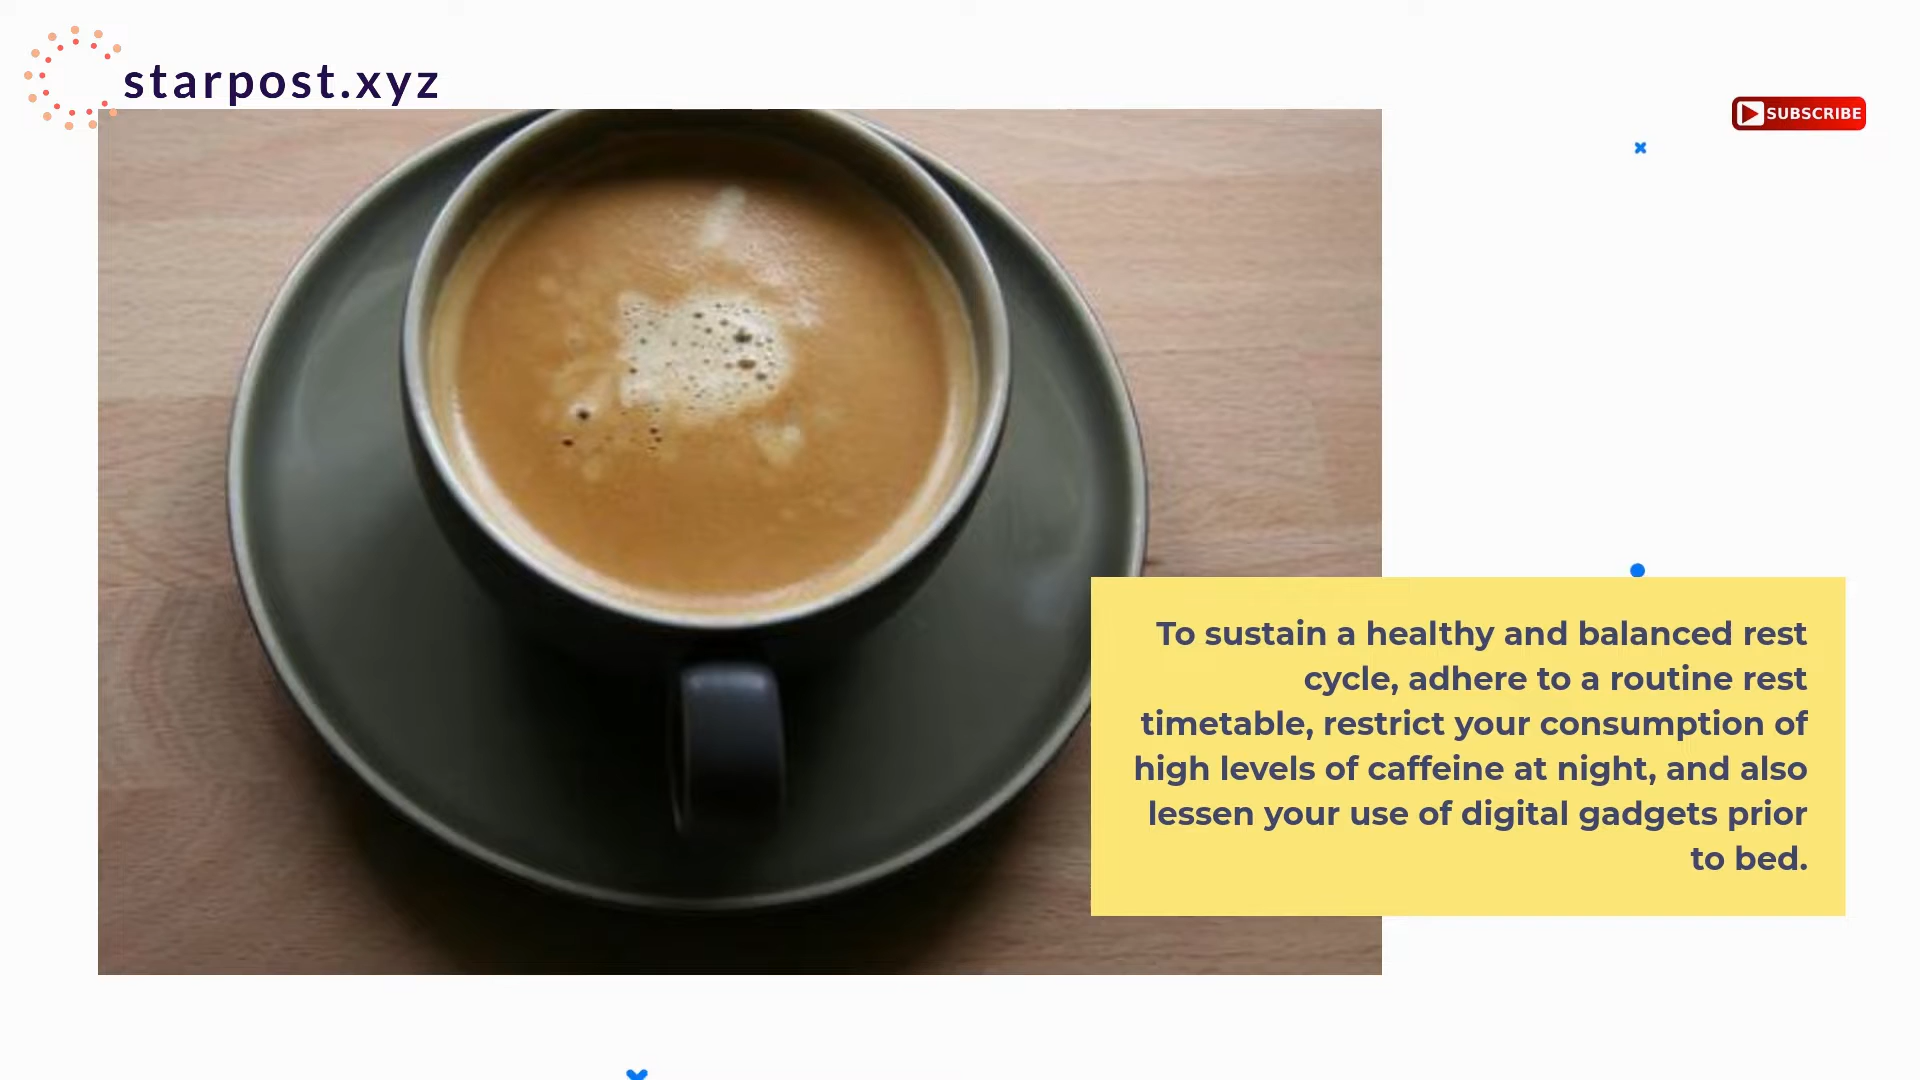 starpost.xyz
SUBSCRIBE
To sustain a healthy and balanced rest
cycle, adhere to a routine rest
timetable, restrict your consumption of
high levels of caffeine at night, and also
lessen your use of digital gadgets prior
to bed.